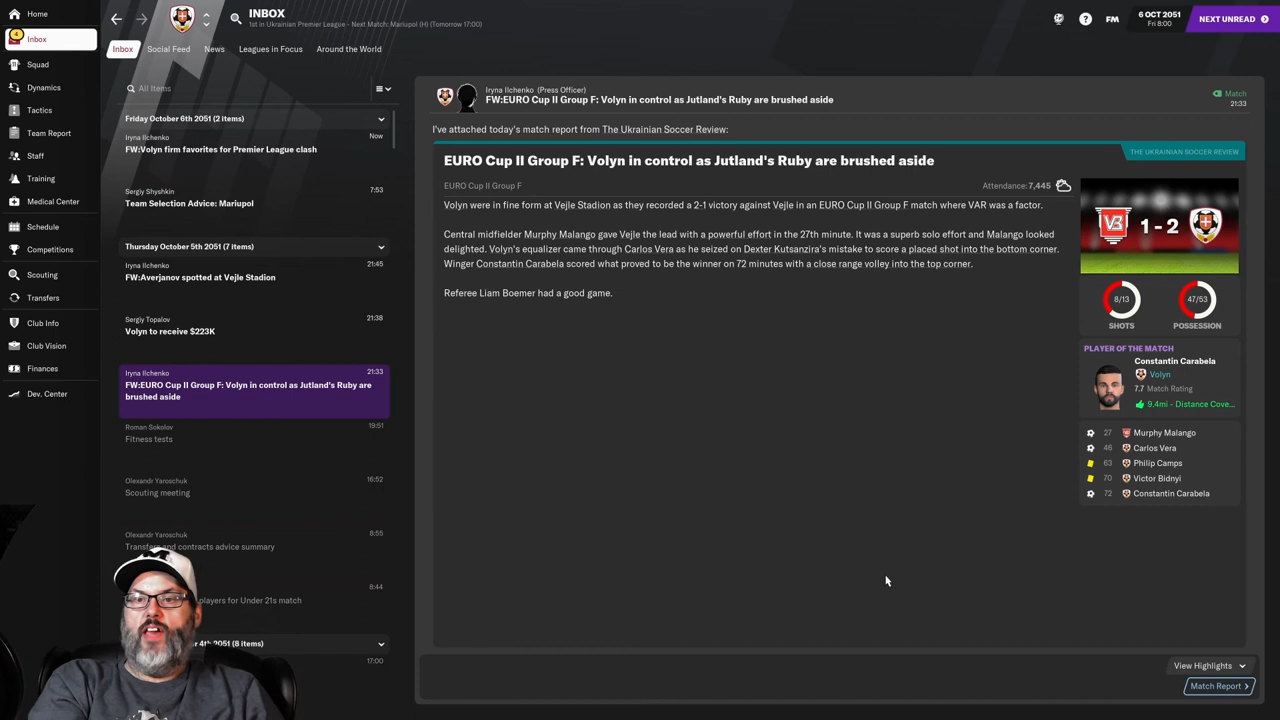 Home
INBOX
1st in Ukrainian Premier League - Next Match: Mariupol (H) (Tomorrow 17:00)
FM
6 OCT 2051
Fri 8:00
NEXT UNREAD
4
Inbox
Squad
Dynamics
Tactics
Team Report
Staff
Training
Medical Center
Schedule
Competitions
Scouting
Transfers
Club Info
Club Vision
Finances
Dev. Center
Inbox
Social Feed
News
Leagues in Focus
Around the World
All Items
Friday October 6th 2051 (2 items)
Iryna Ilchenko
Now
FW:Volyn firm favorites for Premier League clash
Sergiy Shyshkin
7:53
Team Selection Advice: Mariupol
Thursday October 5th 2051 (7 items)
Iryna Ilchenko
21:45
FW:Averjanov spotted at Vejle Stadion
Sergiy Topalov
21:38
Volyn to receive $223K
Iryna Ilchenko
21:33
FW:EURO Cup II Group F: Volyn in control as Jutland's Ruby are
brushed aside
Roman Sokolov
19:51
Fitness tests
Olexandr Yaroschuk
16:52
Scouting meeting
Olexandr Yaroschuk
8:55
Transfers and contracts advice summary
8:44
players for Under 21s match
4th 2051 (8 items)
17:00
Iryna Ilchenko (Press Officer)
FW:EURO Cup II Group F: Volyn in control as Jutland's Ruby are brushed aside
Match
21:33
I've attached today's match report from The Ukrainian Soccer Review:
EURO Cup II Group F: Volyn in control as Jutland's Ruby are brushed aside
THE UKRAINIAN SOCCER REVIEW
EURO Cup II Group F
Attendance: 7,445
Volyn were in fine form at Vejle Stadion as they recorded a 2-1 victory against Vejle in an EURO Cup II Group F match where VAR was a factor.
Central midfielder Murphy Malango gave Vejle the lead with a powerful effort in the 27th minute. It was a superb solo effort and Malango looked
delighted. Volyn's equalizer came through Carlos Vera as he seized on Dexter Kutsanzira's mistake to score a placed shot into the bottom corner.
Winger Constantin Carabela scored what proved to be the winner on 72 minutes with a close range volley into the top corner.
Referee Liam Boemer had a good game.
VB
1 - 2
8/13
47/53
SHOTS
POSSESSION
PLAYER OF THE MATCH
Constantin Carabela
Volyn
7.7 Match Rating
9.4mi - Distance Cove...
27 Murphy Malango
46 Carlos Vera
63 Philip Camps
70 Victor Bidnyi
72 Constantin Carabela
View Highlights
Match Report